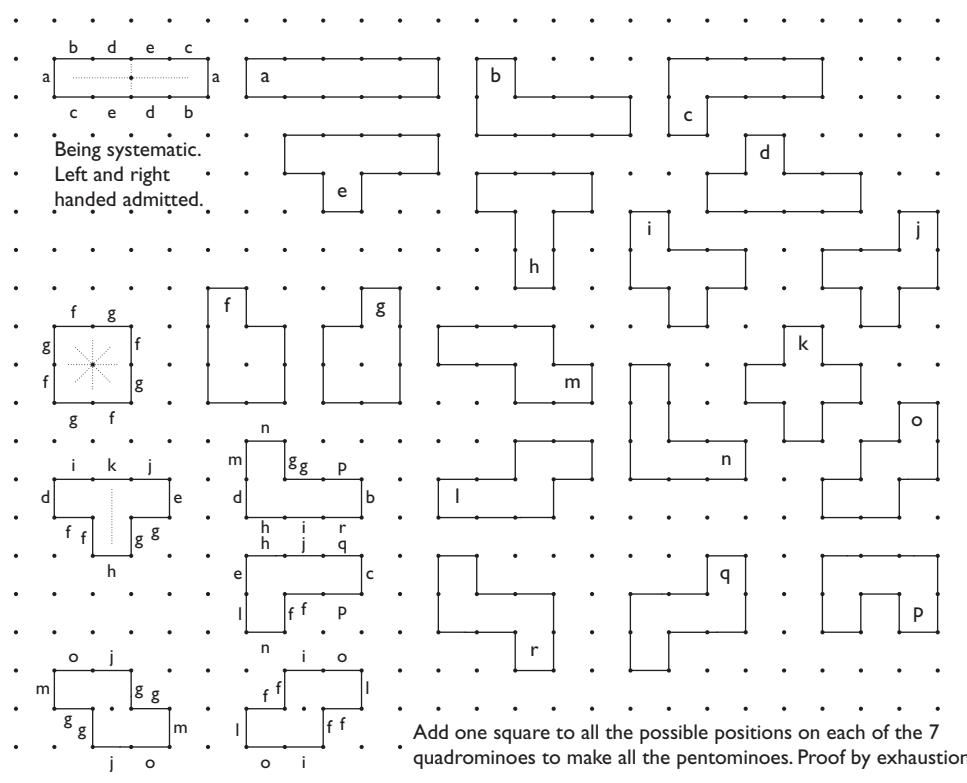 b d e c
a a
a
b
c
c e d b
Being systematic.
Left and right
handed admitted.
d
e
i
j
h
f
g
f g
g f
k
f g
m
g f
o
n
i k j
m g g p
n
l
d e
d b
f f g g
h i r
h
h j q
e c
q
l f f p
p
n
r
o j
i o
m g g
f f l
g g m
l f f
j o
o i
Add one square to all the possible positions on each of the 7
quadrominoes to make all the pentominoes. Proof by exhaustion